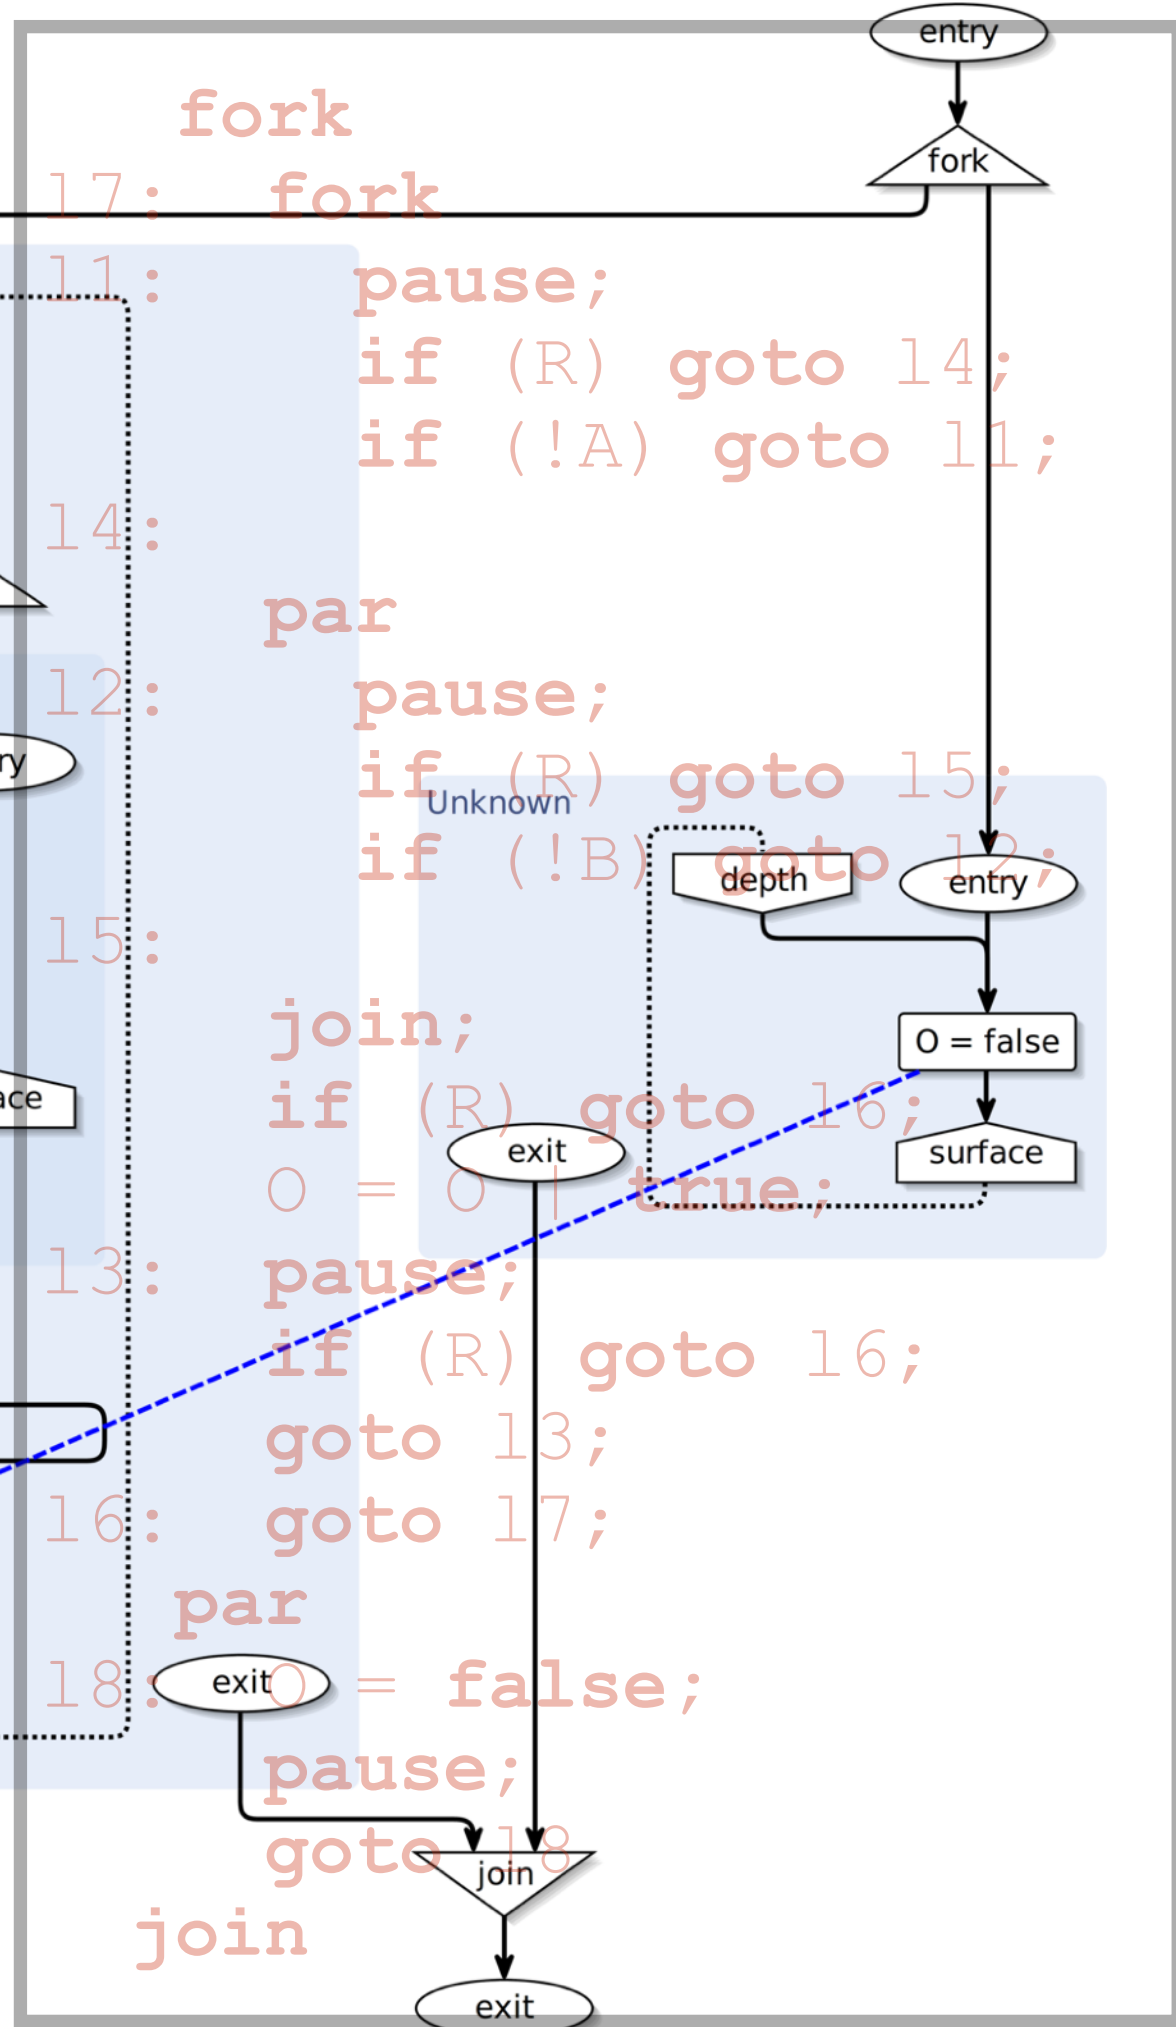 entry
fork
fork
17: fork
11: pause;
if (R) goto 14;
if (!A) goto 11;
14:
par
12: pause;
ry
if (R) goto 15;
Unknown
if (!B) goto 12;
depth
entry
15:
join;
O = false
ace
if (R) goto 16;
exit
surface
O = O | true;
13: pause;
if (R) goto 16;
goto 13;
16: goto 17;
par
exit
18: O = false;
pause;
goto 18
join
join
exit